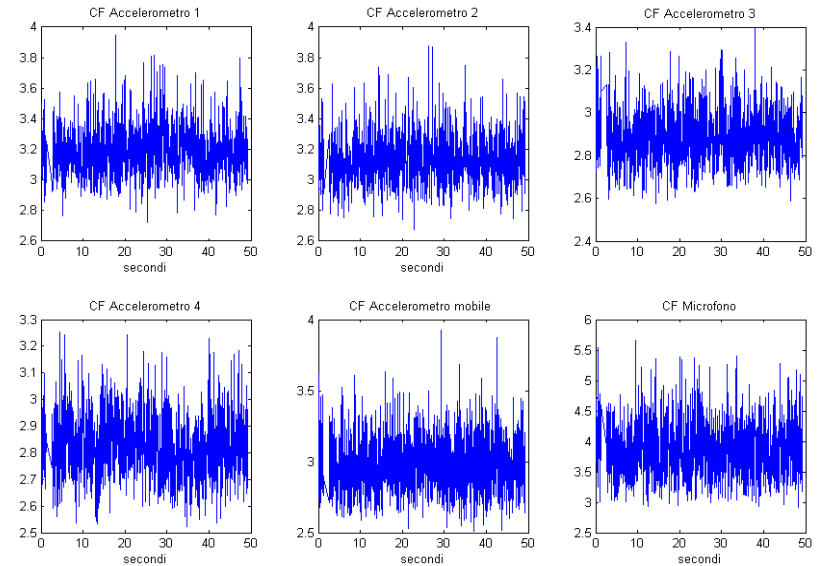 CF Accelerometro 1
4
3.8
3.6
3.4
3.2
3
2.8
2.6
0 10 20 30 40 50
secondi
CF Accelerometro 2
4
3.8
3.6
3.4
3.2
3
2.8
2.6
0 10 20 30 40 50
secondi
CF Accelerometro 3
3.4
3.2
3
2.8
2.6
2.4
0 10 20 30 40 50
secondi
CF Accelerometro 4
3.3
3.2
3.1
3
2.9
2.8
2.7
2.6
2.5
0 10 20 30 40 50
secondi
CF Accelerometro mobile
4
3.5
3
2.5
0 10 20 30 40 50
secondi
CF Microfono
6
5.5
5
4.5
4
3.5
3
2.5
0 10 20 30 40 50
secondi